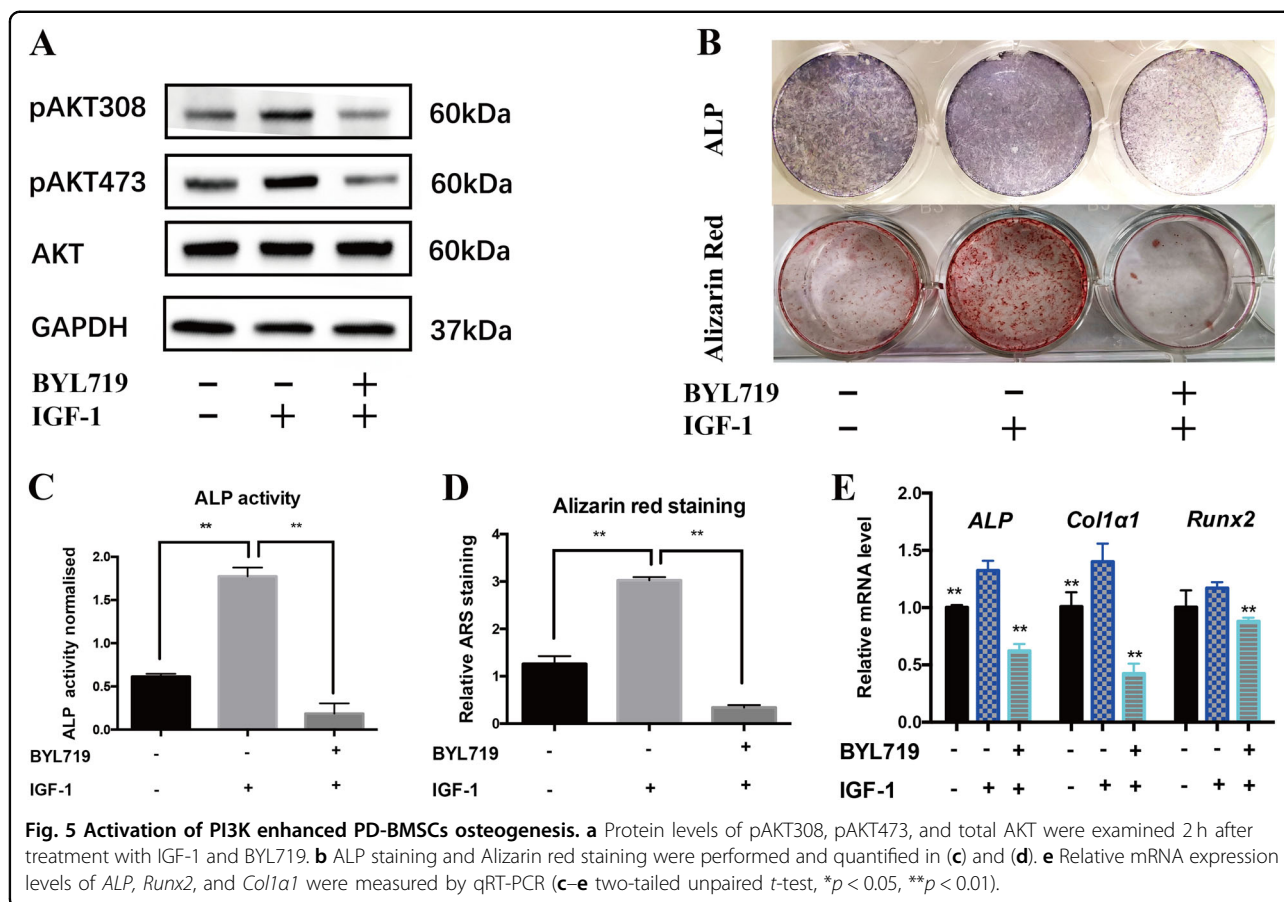 A
pAKT308 60kDa
pAKT473 60kDa
AKT 60kDa
GAPDH 37kDa
BYL719 − − +
IGF-1 − + +
B
ALP
Alizarin Red
BYL719 − − +
IGF-1 − + +
C
ALP activity
** **
ALP activity normalised
2.0
1.5
1.0
0.5
0.0
BYL719 - - +
IGF-1 - + +
D
Alizarin red staining
** **
Relative ARS staining
4
3
2
1
0
BYL719 - - +
IGF-1 - + +
E
ALP Col1α1 Runx2
Relative mRNA level
2.0
1.5
1.0
0.5
0.0
** ** ** ** **
BYL719 - - + - - + - - +
IGF-1 - + + - + + - + +
Fig. 5 Activation of PI3K enhanced PD-BMSCs osteogenesis. a Protein levels of pAKT308, pAKT473, and total AKT were examined 2 h after
treatment with IGF-1 and BYL719. b ALP staining and Alizarin red staining were performed and quantified in (c) and (d). e Relative mRNA expression
levels of ALP, Runx2, and Col1α1 were measured by qRT-PCR (c–e two-tailed unpaired t-test, *p < 0.05, **p < 0.01).